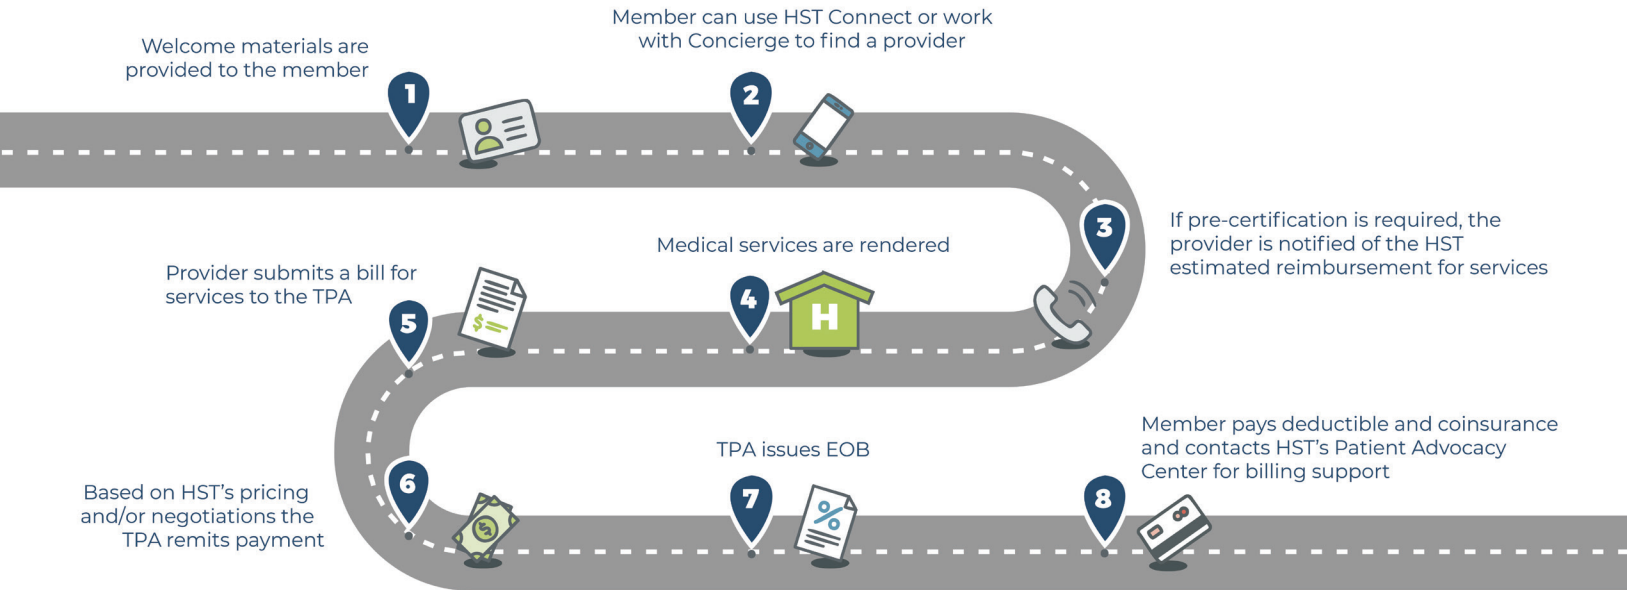 Welcome materials are
provided to the member
1
Member can use HST Connect or work
with Concierge to find a provider
2
3
If pre-certification is required, the
provider is notified of the HST
estimated reimbursement for services
Medical services are rendered
4
H
Provider submits a bill for
services to the TPA
5
$
Based on HST's pricing
and/or negotiations the
TPA remits payment
6
$
TPA issues EOB
7
%
Member pays deductible and coinsurance
and contacts HST's Patient Advocacy
Center for billing support
8